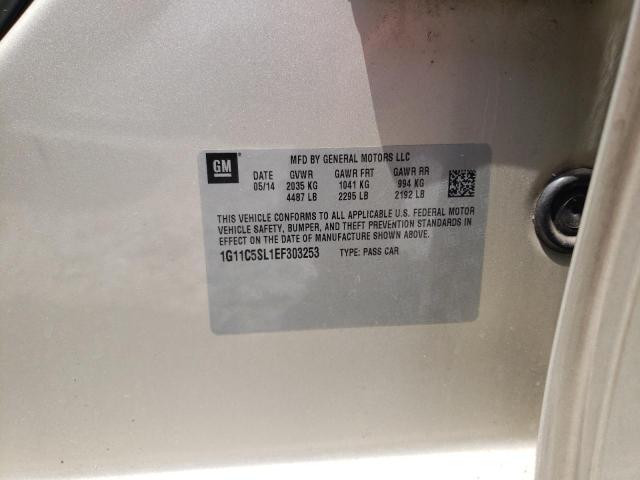 GM
MFD BY GENERAL MOTORS LLC
DATE GVWR GAWR FRT GAWR RR
05/14 2035 KG 1041 KG 994 KG
4487 LB 2295 LB 2192 LB
THIS VEHICLE CONFORMS TO ALL APPLICABLE U.S. FEDERAL MOTOR
VEHICLE SAFETY, BUMPER, AND THEFT PREVENTION STANDARDS IN
EFFECT ON THE DATE OF MANUFACTURE SHOWN ABOVE.
1G11C5SL1EF303253 TYPE: PASS CAR